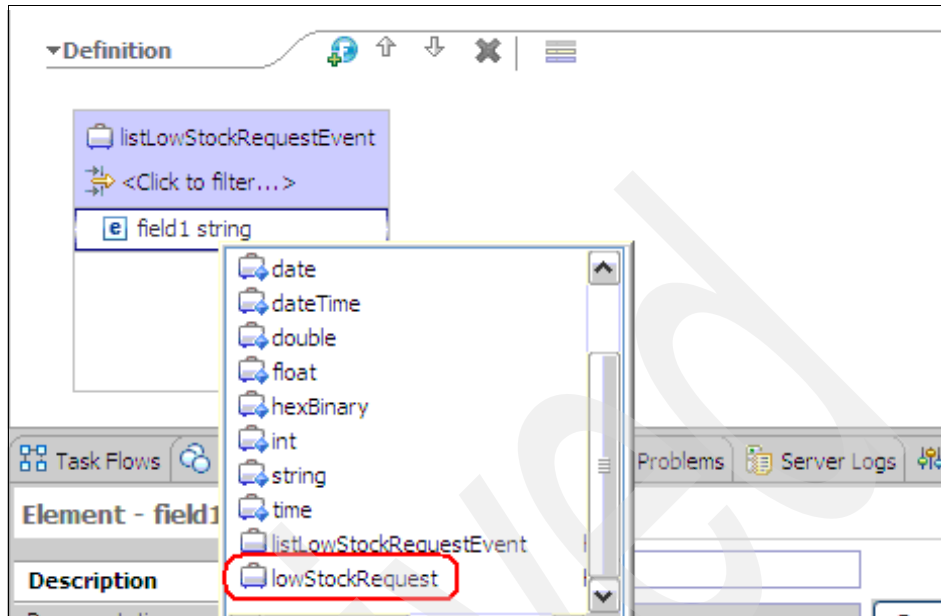 Definition
listLowStockRequestEvent
<Click to filter...>
e field1 string
date
dateTime
double
float
hexBinary
int
string
time
listLowStockRequestEvent
lowStockRequest
Task Flows
Problems
Server Logs
Element - field1
Description